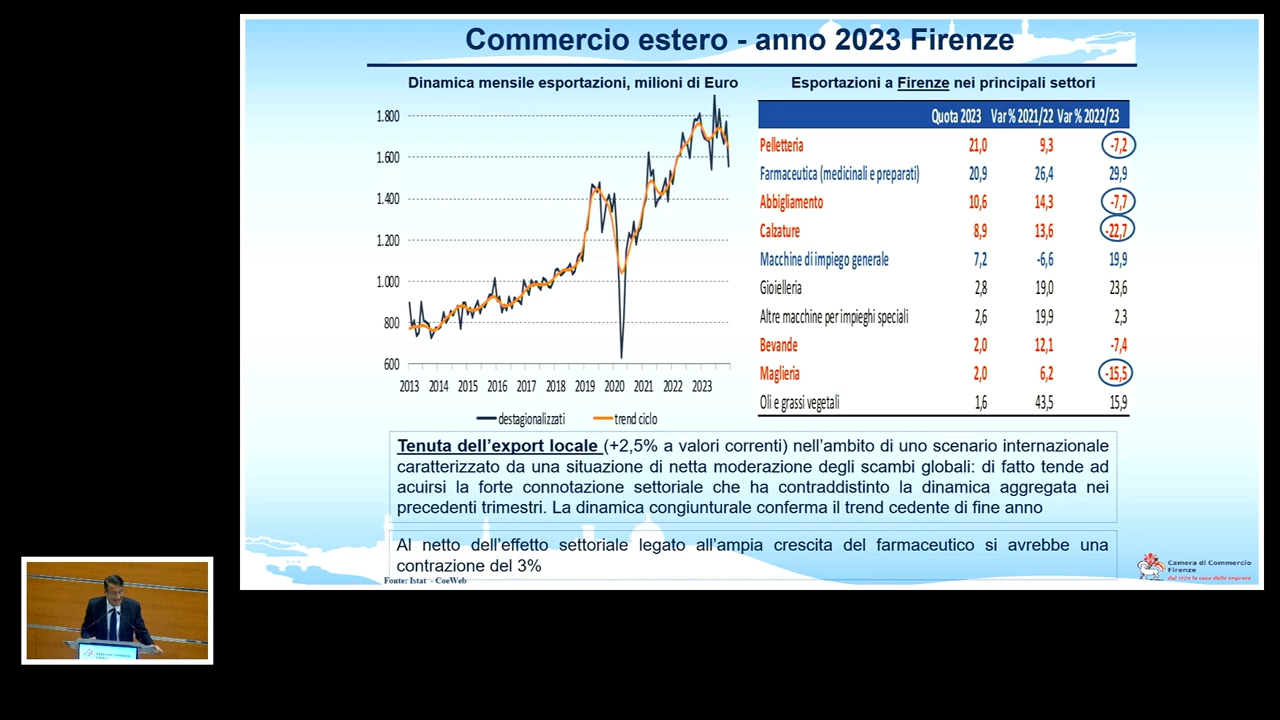 Commercio estero - anno 2023 Firenze
Dinamica mensile esportazioni, milioni di Euro
1.800
1.600
1.400
1.200
1.000
800
600
2013 2014 2015 2016 2017 2018 2019 2020 2021 2022 2023
destagionalizzati trend ciclo
Esportazioni a Firenze nei principali settori
Quota 2023 Var % 2021/22 Var % 2022/23
Pelletteria 21,0 9,3 -7,2
Farmaceutica (medicinali e preparati) 20,9 26,4 29,9
Abbigliamento 10,6 14,3 -7,7
Calzature 8,9 13,6 -22,7
Macchine di impiego generale 7,2 -6,6 19,9
Gioielleria 2,8 19,0 23,6
Altre macchine per impieghi speciali 2,6 19,9 2,3
Bevande 2,0 12,1 -7,4
Maglieria 2,0 6,2 -15,5
Oli e grassi vegetali 1,6 43,5 15,9
Tenuta dell'export locale (+2,5% a valori correnti) nell'ambito di uno scenario internazionale
caratterizzato da una situazione di netta moderazione degli scambi globali: di fatto tende ad
acuirsi la forte connotazione settoriale che ha contraddistinto la dinamica aggregata nei
precedenti trimestri. La dinamica congiunturale conferma il trend cedente di fine anno
Al netto dell'effetto settoriale legato all'ampia crescita del farmaceutico si avrebbe una
contrazione del 3%
Fonte: Istat - CoeWeb
Camera di Commercio
Firenze
dal 1770 la casa delle imprese